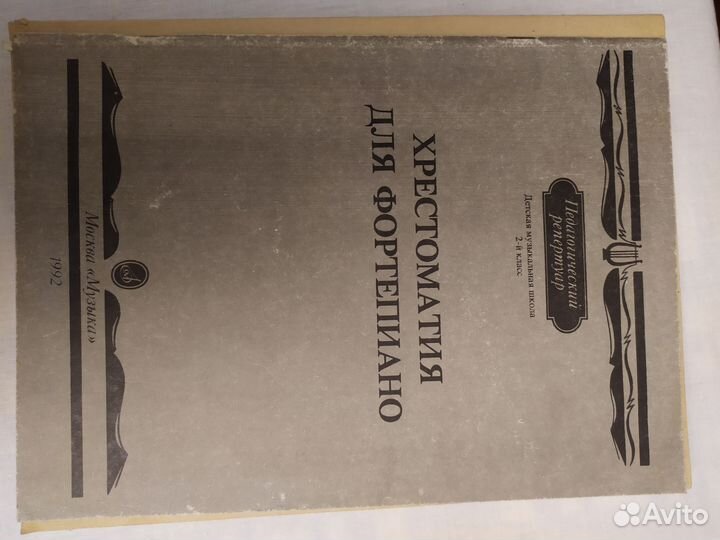 Педагогический
репертуар
Детская музыкальная школа
2-й класс
ХРЕСТОМАТИЯ
ДЛЯ ФОРТЕПИАНО
Москва «Музыка»
1992
Avito